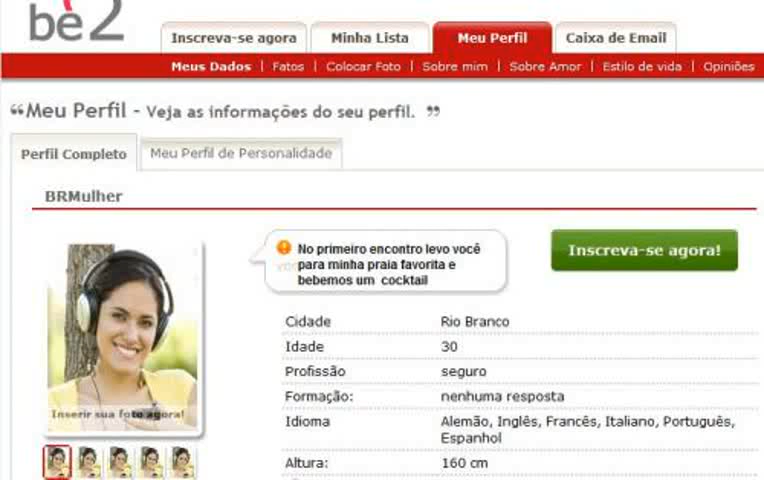 be2
Inscreva-se agora Minha Lista Meu Perfil Caixa de Email
Meus Dados | Fatos | Colocar Foto | Sobre mim | Sobre Amor | Estilo de vida | Opiniões
“Meu Perfil - Veja as informações do seu perfil. ”
Perfil Completo Meu Perfil de Personalidade
BRMulher
No primeiro encontro levo você
para minha praia favorita e
bebemos um cocktail
Inscreva-se agora!
Inserir sua foto agora!
Cidade Rio Branco
Idade 30
Profissão seguro
Formação: nenhuma resposta
Idioma Alemão, Inglês, Francês, Italiano, Português,
Espanhol
Altura: 160 cm